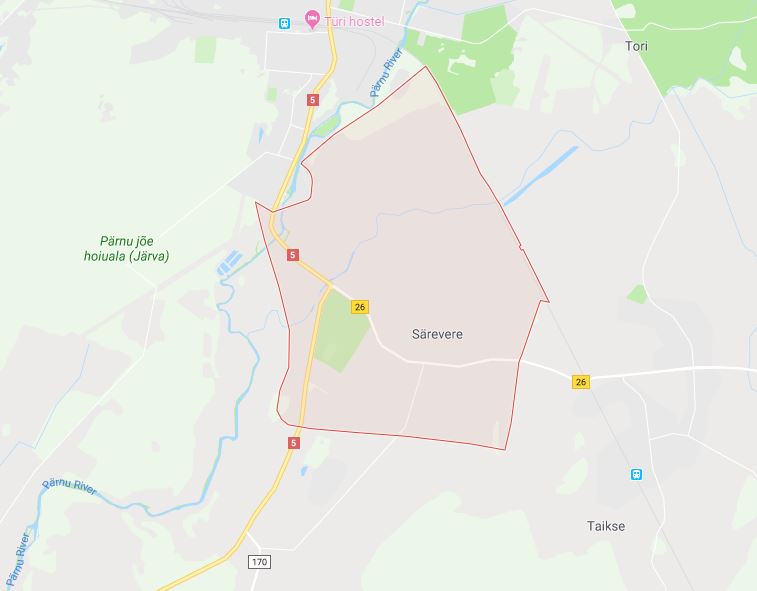 Türi hostel
Tori
Pärnu River
5
Pärnu jõe
hoiuala (Järva)
5
26
Särevere
26
5
Pärnu River
Taikse
Pärnu River
170